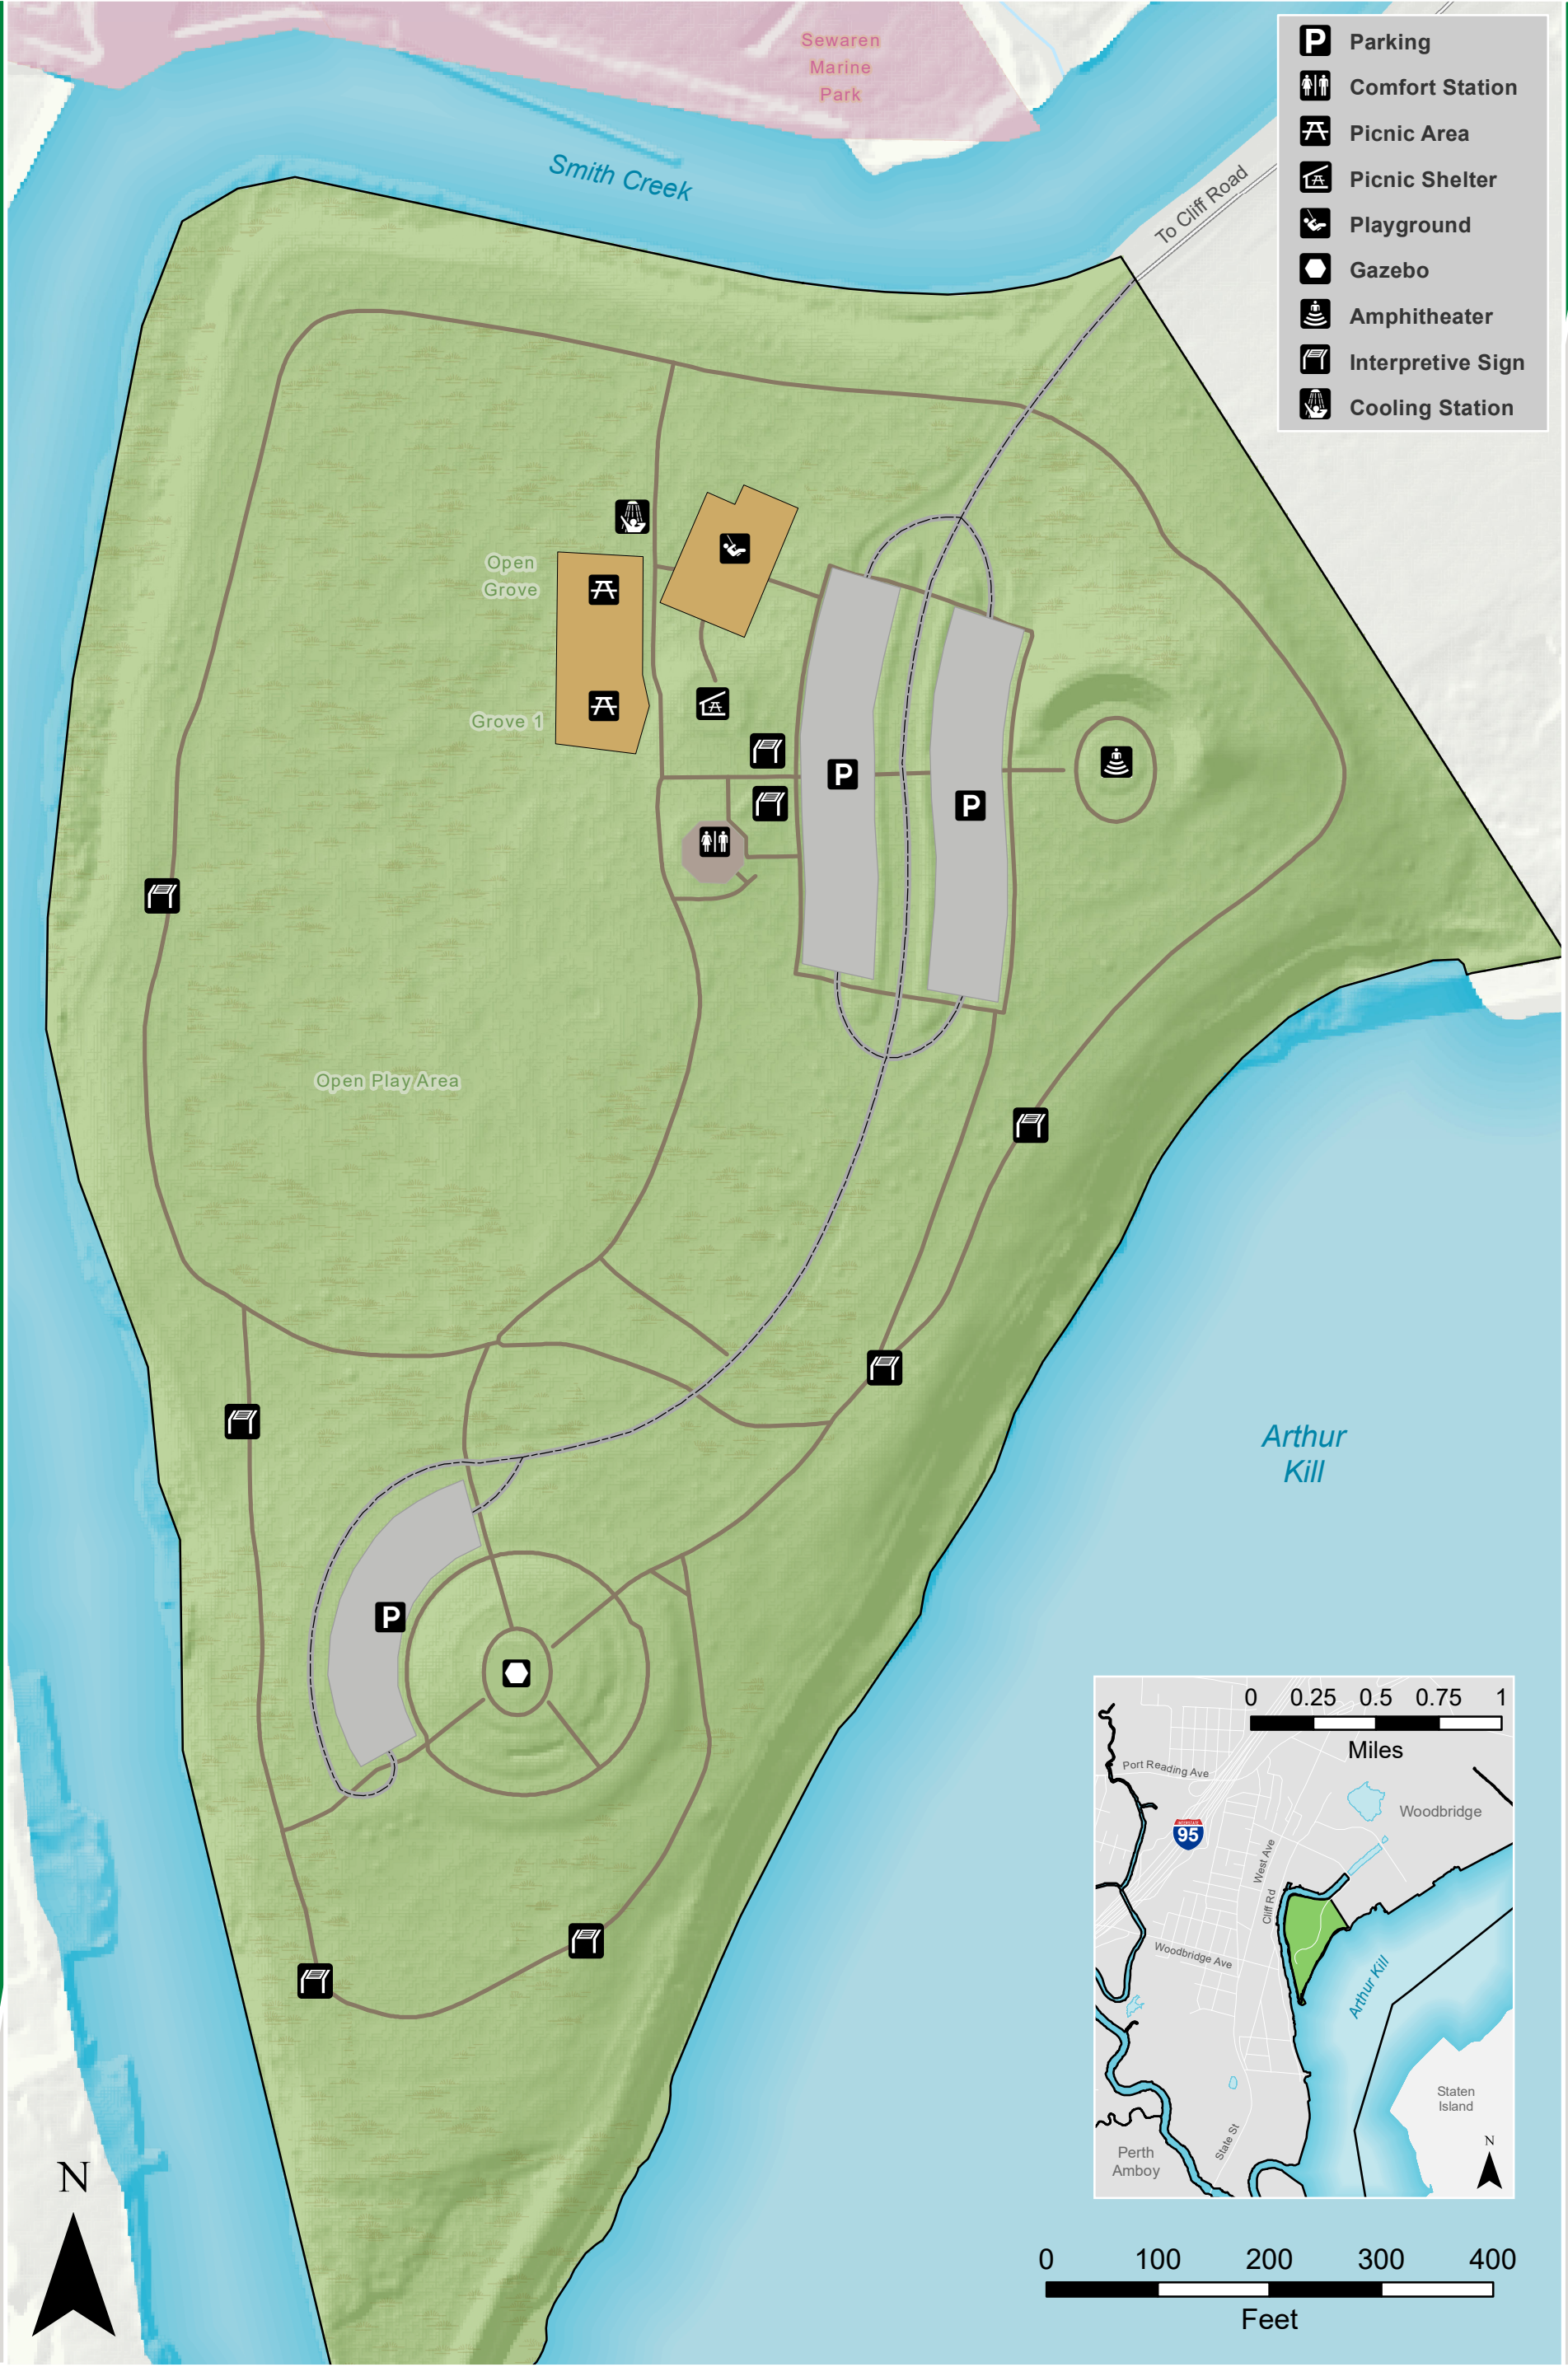 Sewaren
Marine
Park
Smith Creek
To Cliff Road
P Parking
Comfort Station
Picnic Area
Picnic Shelter
Playground
Gazebo
Amphitheater
Interpretive Sign
Cooling Station
Open
Grove
Grove 1
P
P
Open Play Area
Arthur
Kill
P
N
0 0.25 0.5 0.75 1
Miles
Port Reading Ave
95
Woodbridge
West Ave
Cliff Rd
Woodbridge Ave
Arthur Kill
Staten
Island
State St
Perth
Amboy
N
0 100 200 300 400
Feet